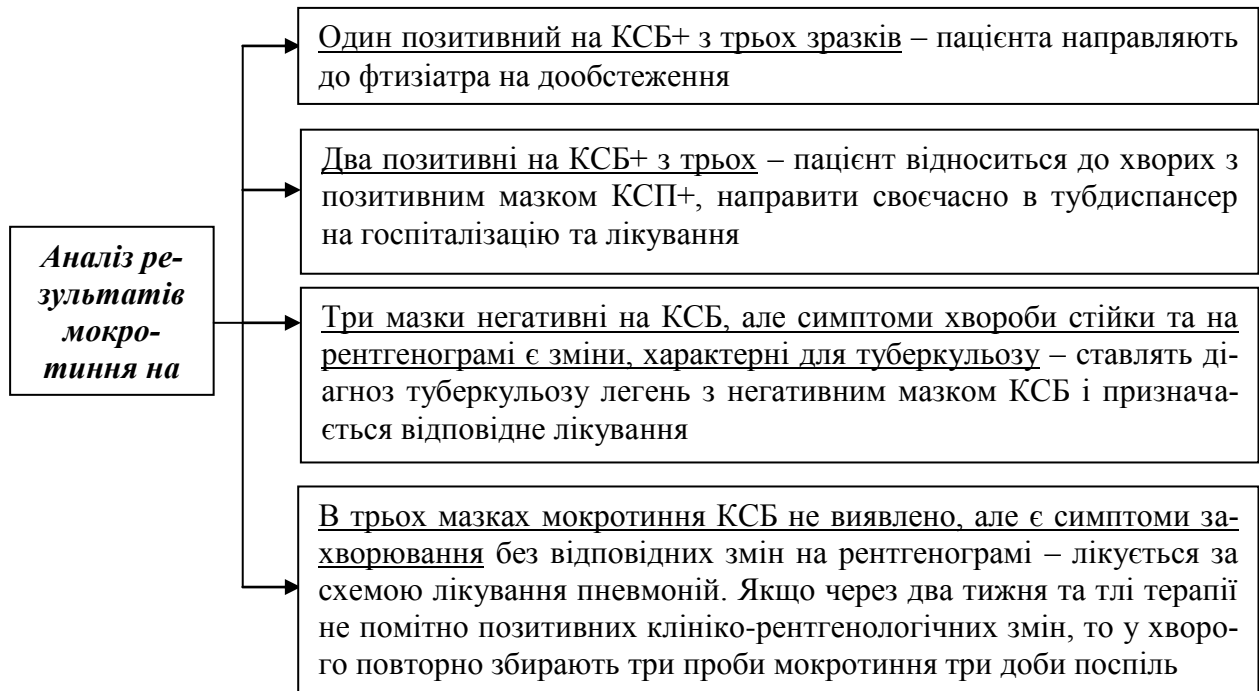 Один позитивний на КСБ+ з трьох зразків – пацієнта направляють
до фтизіатра на дообстеження
Два позитивні на КСБ+ з трьох – пацієнт відноситься до хворих з
позитивним мазком КСП+, направити своєчасно в тубдиспансер
на госпіталізацію та лікування
Аналіз ре-
зультатів
мокро-
тиння на
Три мазки негативні на КСБ, але симптоми хвороби стійки та на
рентгенограмі є зміни, характерні для туберкульозу – ставлять ді-
агноз туберкульозу легень з негативним мазком КСБ і признача-
ється відповідне лікування
В трьох мазках мокротиння КСБ не виявлено, але є симптоми за-
хворювання без відповідних змін на рентгенограмі – лікується за
схемою лікування пневмоній. Якщо через два тижня та тлі терапії
не помітно позитивних клініко-рентгенологічних змін, то у хворо-
го повторно збирають три проби мокротиння три доби поспіль